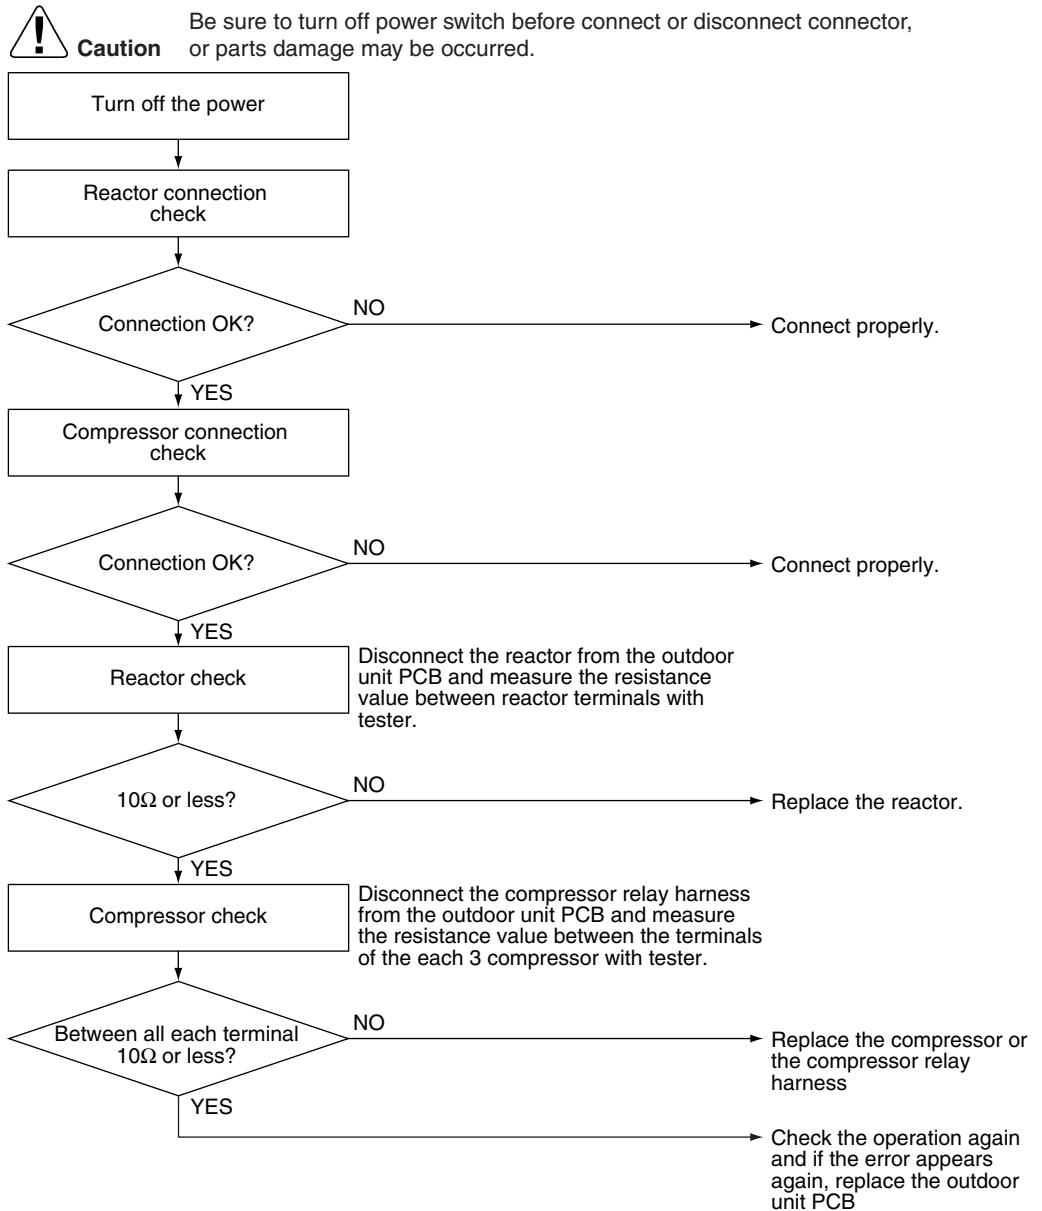 Be sure to turn off power switch before connect or disconnect connector,
Caution or parts damage may be occurred.
Turn off the power
Reactor connection
check
Connection OK?
NO
Connect properly.
YES
Compressor connection
check
Connection OK?
NO
Connect properly.
YES
Reactor check
Disconnect the reactor from the outdoor
unit PCB and measure the resistance
value between reactor terminals with
tester.
10Ω or less?
NO
Replace the reactor.
YES
Compressor check
Disconnect the compressor relay harness
from the outdoor unit PCB and measure
the resistance value between the terminals
of the each 3 compressor with tester.
Between all each terminal
10Ω or less?
NO
Replace the compressor or
the compressor relay
harness
YES
Check the operation again
and if the error appears
again, replace the outdoor
unit PCB